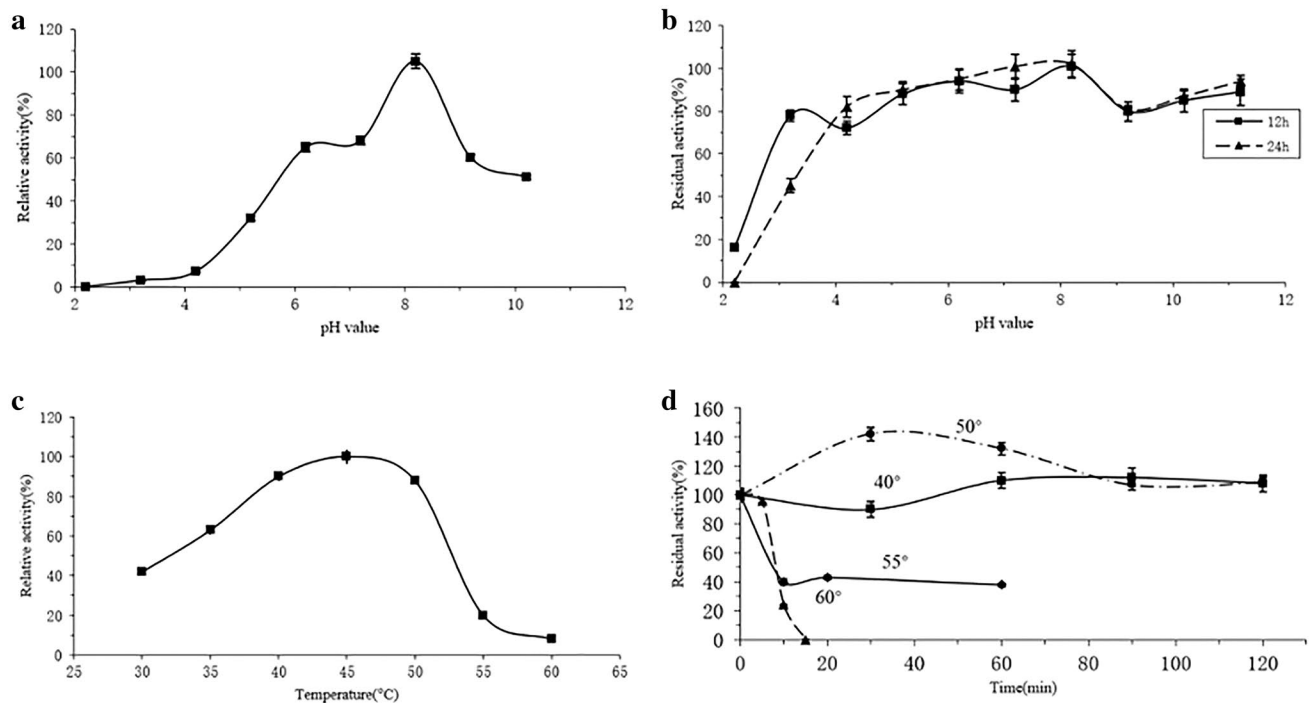 a
Relative activity(%)
120
100
80
60
40
20
0
2 4 6 8 10 12
pH value
b
Residual activity(%)
120
100
80
60
40
20
0
2 4 6 8 10 12
pH value
12h
24h
c
Relative activity(%)
120
100
80
60
40
20
0
25 30 35 40 45 50 55 60 65
Temperature(°C)
d
Residual activity(%)
160
140
120
100
80
60
40
20
0
0 20 40 60 80 100 120
Time(min)
50°
40°
55°
60°